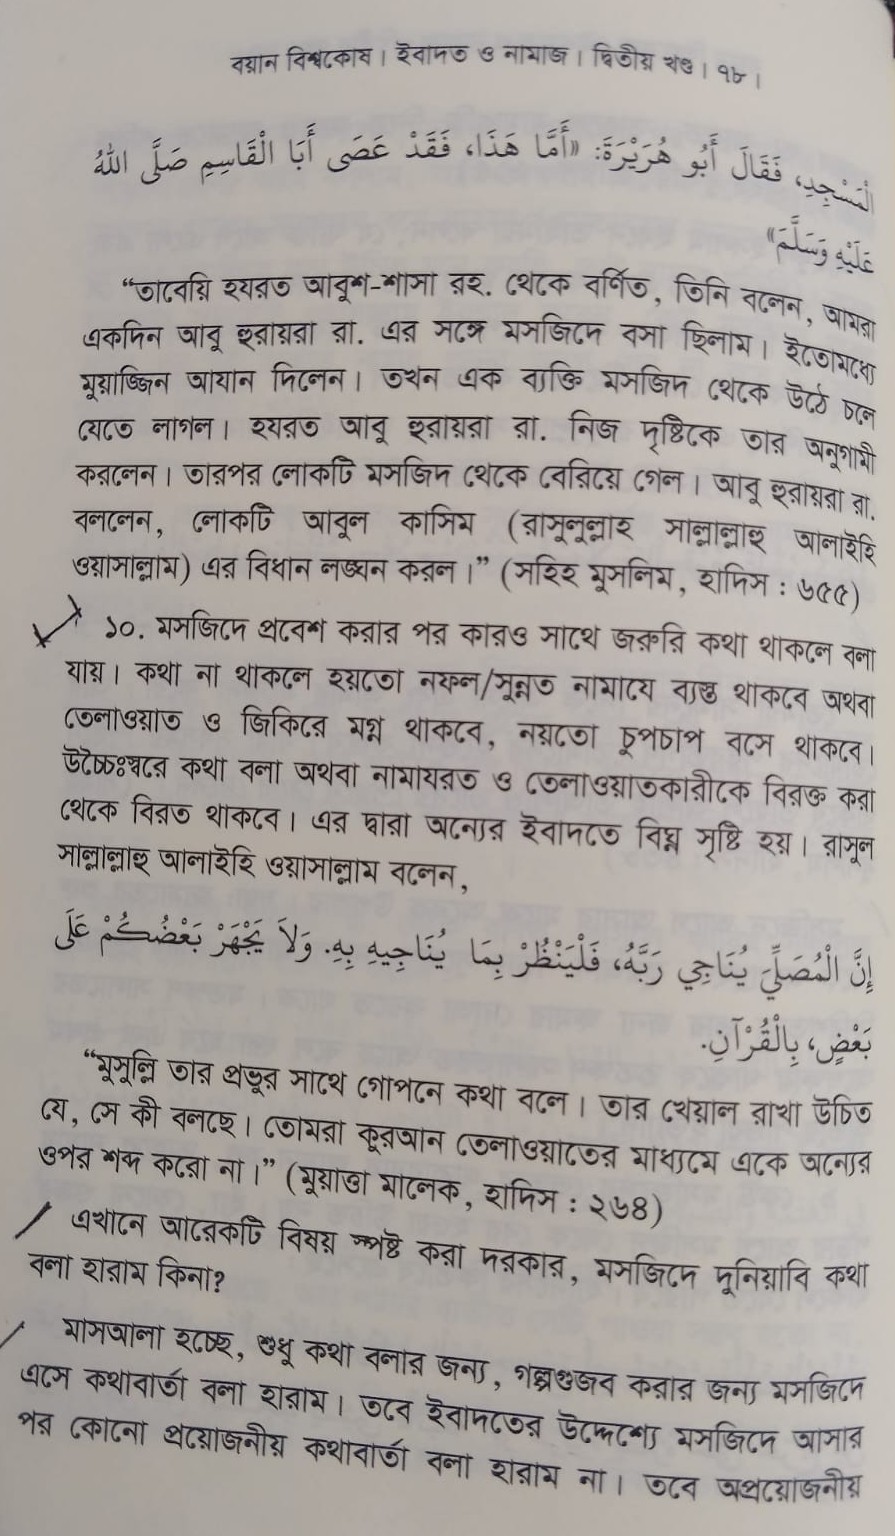 বয়ান বিশ্বকোষ। ইবাদত ও নামাজ। দ্বিতীয় খণ্ড। ৭৮।
الْمَسْجِدِ، فَقَالَ أَبُو هُرَيْرَةَ: «أَمَّا هَذَا، فَقَدْ عَصَى أَبَا الْقَاسِمِ صَلَّى اللهُ
عَلَيْهِ وَسَلَّمَ»
“তাবেয়ি হযরত আবুশ-শাসা রহ. থেকে বর্ণিত, তিনি বলেন, আমরা
একদিন আবু হুরায়রা রা. এর সঙ্গে মসজিদে বসা ছিলাম। ইতোমধ্যে
মুয়াজ্জিন আযান দিলেন। তখন এক ব্যক্তি মসজিদ থেকে উঠে চলে
যেতে লাগল। হযরত আবু হুরায়রা রা. নিজ দৃষ্টিকে তার অনুগামী
করলেন। তারপর লোকটি মসজিদ থেকে বেরিয়ে গেল। আবু হুরায়রা রা.
বললেন, লোকটি আবুল কাসিম (রাসূলুল্লাহ সাল্লাল্লাহু আলাইহি
ওয়াসাল্লাম) এর বিধান লঙ্ঘন করল।” (সহিহ মুসলিম, হাদিস : ৬৫৫)
১০. মসজিদে প্রবেশ করার পর কারও সাথে জরুরি কথা থাকলে বলা
যায়। কথা না থাকলে হয়তো নফল/সুন্নত নামাযে ব্যস্ত থাকবে অথবা
তেলাওয়াত ও জিকিরে মগ্ন থাকবে, নয়তো চুপচাপ বসে থাকবে।
উচ্চৈঃস্বরে কথা বলা অথবা নামাযরত ও তেলাওয়াতকারীকে বিরক্ত করা
থেকে বিরত থাকবে। এর দ্বারা অন্যের ইবাদতে বিঘ্ন সৃষ্টি হয়। রাসূল
সাল্লাল্লাহু আলাইহি ওয়াসাল্লাম বলেন,
إِنَّ الْمُصَلِّيَ يُنَاجِي رَبَّهُ، فَلْيَنْظُرْ بِمَا يُنَاجِيهِ بِهِ. وَلاَ يَجْهَرْ بَعْضُكُمْ عَلَى
بَعْضٍ، بِالْقُرْآنِ.
“মুসুল্লি তার প্রভুর সাথে গোপনে কথা বলে। তার খেয়াল রাখা উচিত
যে, সে কী বলছে। তোমরা কুরআন তেলাওয়াতের মাধ্যমে একে অন্যের
ওপর শব্দ করো না।” (মুয়াত্তা মালেক, হাদিস : ২৬৪)
এখানে আরেকটি বিষয় স্পষ্ট করা দরকার, মসজিদে দুনিয়াবি কথা
বলা হারাম কিনা?
মাসআলা হচ্ছে, শুধু কথা বলার জন্য, গল্পগুজব করার জন্য মসজিদে
এসে কথাবার্তা বলা হারাম। তবে ইবাদতের উদ্দেশ্যে মসজিদে আসার
পর কোনো প্রয়োজনীয় কথাবার্তা বলা হারাম না। তবে অপ্রয়োজনীয়